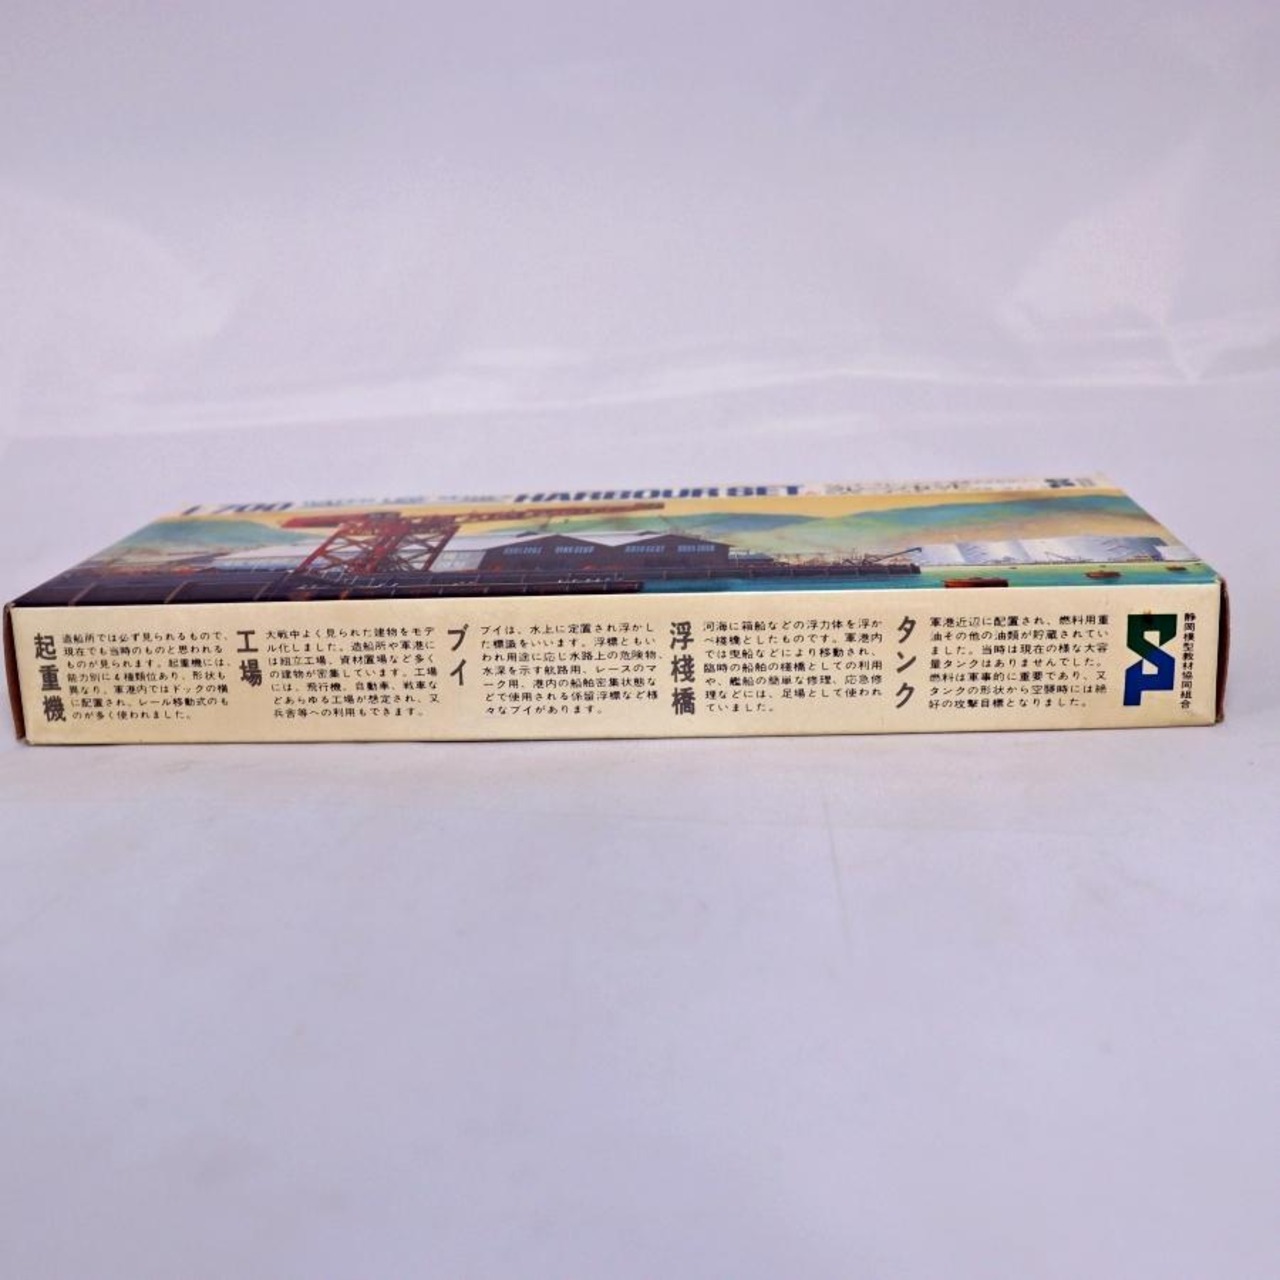 1/700 WATER LINE SERIES HARBOUR SET
起重機
造船所では必ず見られるもので、
現在でも当時のものと思われる
ものが見られます。起重機には、
能力別に4種類位あり、形状も
異なり、軍港内ではドックの横
に配置され、レール移動式のも
のが多く使われました。
工場
大戦中よく見られた建物をモデ
ル化しました。造船所や軍港に
は組立工場、資材置場など多く
の建物が密集しています。工場
には、飛行機、自動車、戦車な
どあらゆる工場が想定され、又
兵舎等への利用もできます。
ブイ
ブイは、水上に定置され浮かし
た標識をいいます。浮標ともい
われ用途に応じ水路上の危険物、
水深を示す航路用、レースのマ
ーク用、港内の船舶密集状態な
どで使用される係留浮標など様
々なブイがあります。
浮棧橋
河海に箱船などの浮力体を浮か
べ棧橋としたものです。軍港内
では曳船などにより移動され、
臨時の船舶の棧橋としての利用
や、艦船の簡単な修理、応急修
理などには、足場として使われ
ていました。
タンク
軍港近辺に配置され、燃料用重
油その他の油類が貯蔵されてい
ました。当時は現在の様な大容
量タンクはありませんでした。
燃料は軍事的に重要であり、又
タンクの形状から空襲時には絶
好の攻撃目標となりました。
静岡模型教材協同組合